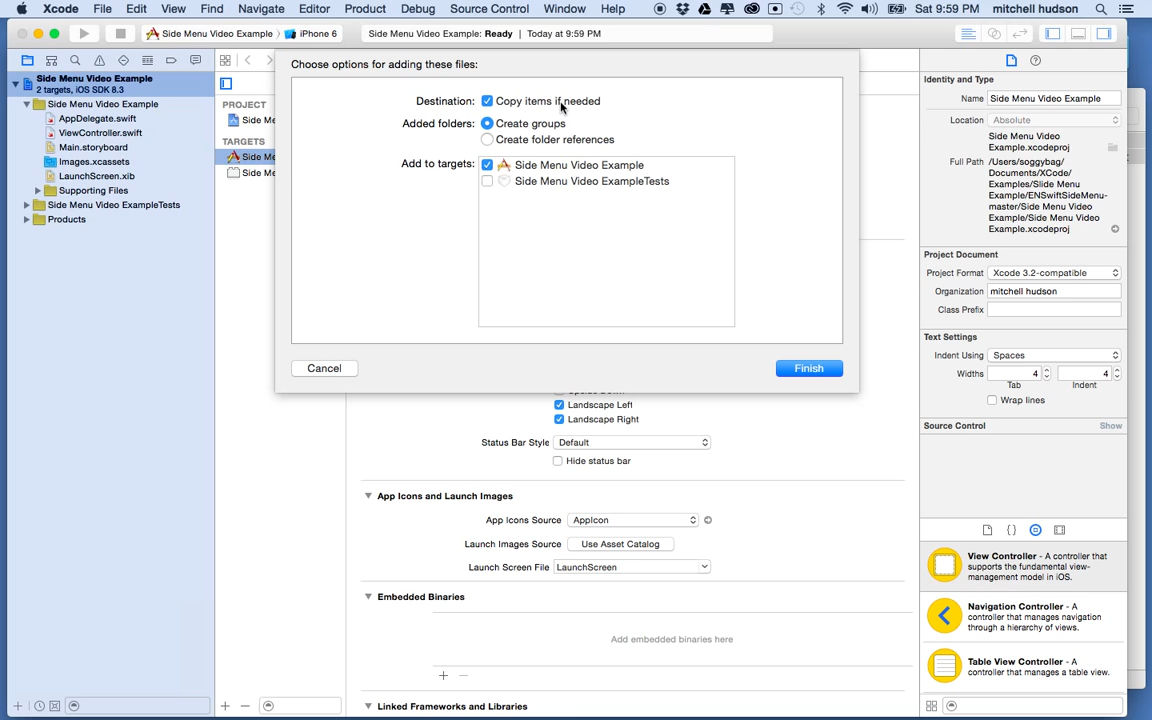 Xcode File Edit View Find Navigate Editor Product Debug Source Control Window Help Sat 9:59 PM mitchell hudson
Side Menu Video Example iPhone 6
Side Menu Video Example: Ready | Today at 9:59 PM
Side Menu Video Example
2 targets, iOS SDK 8.3
Side Menu Video Example
AppDelegate.swift
ViewController.swift
Main.storyboard
Images.xcassets
LaunchScreen.xib
Supporting Files
Side Menu Video ExampleTests
Products
PROJECT
Side Me
TARGETS
Side Me
Side Me
Choose options for adding these files:
Destination: Copy items if needed
Added folders: Create groups
Create folder references
Add to targets: Side Menu Video Example
Side Menu Video ExampleTests
Cancel
Finish
Landscape Left
Landscape Right
Status Bar Style Default
Hide status bar
App Icons and Launch Images
App Icons Source AppIcon
Launch Images Source Use Asset Catalog
Launch Screen File LaunchScreen
Embedded Binaries
Add embedded binaries here
Linked Frameworks and Libraries
Identity and Type
Name Side Menu Video Example
Location Absolute
Side Menu Video
Example.xcodeproj
Full Path /Users/soggybag/
Documents/XCode/
Examples/Slide Menu
Example/ENSwiftSideMenu-
master/Side Menu Video
Example/Side Menu Video
Example.xcodeproj
Project Document
Project Format Xcode 3.2-compatible
Organization mitchell hudson
Class Prefix
Text Settings
Indent Using Spaces
Widths 4 4
Tab Indent
Wrap lines
Source Control Show
View Controller - A controller that
supports the fundamental view-
management model in iOS.
Navigation Controller - A
controller that manages navigation
through a hierarchy of views.
Table View Controller - A
controller that manages a table view.